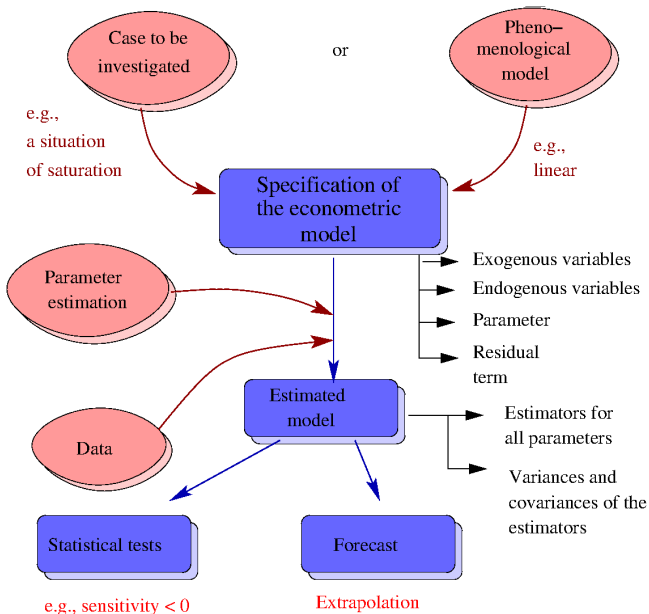 Case to be
investigated
or
Pheno–
menological
model
e.g.,
a situation
of saturation
e.g.,
linear
Specification of
the econometric
model
Exogenous variables
Endogenous variables
Parameter
Residual
term
Parameter
estimation
Data
Estimated
model
Estimators for
all parameters
Variances and
covariances of the
estimators
Statistical tests
Forecast
e.g., sensitivity < 0
Extrapolation